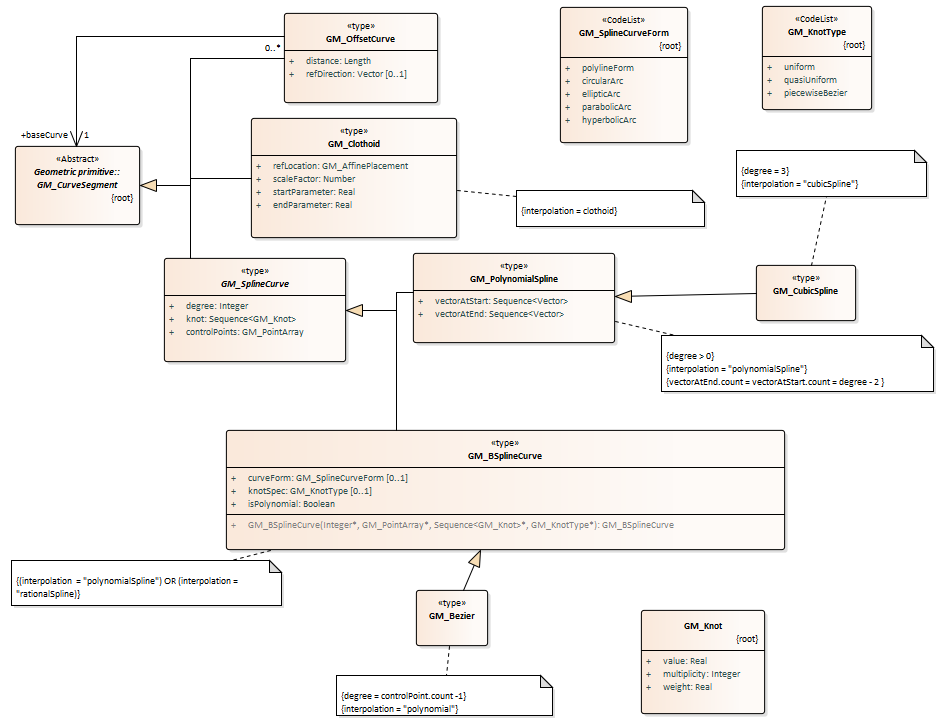 «type»
GM_OffsetCurve
+ distance: Length
+ refDirection: Vector [0..1]
0..*
+baseCurve
1
«CodeList»
GM_SplineCurveForm
{root}
+ polylineForm
+ circularArc
+ ellipticArc
+ parabolicArc
+ hyperbolicArc
«CodeList»
GM_KnotType
{root}
+ uniform
+ quasiUniform
+ piecewiseBezier
«Abstract»
Geometric primitive::
GM_CurveSegment
{root}
«type»
GM_Clothoid
+ refLocation: GM_AffinePlacement
+ scaleFactor: Number
+ startParameter: Real
+ endParameter: Real
{interpolation = clothoid}
{degree = 3}
{interpolation = "cubicSpline"}
«type»
GM_SplineCurve
+ degree: Integer
+ knot: Sequence<GM_Knot>
+ controlPoints: GM_PointArray
«type»
GM_PolynomialSpline
+ vectorAtStart: Sequence<Vector>
+ vectorAtEnd: Sequence<Vector>
«type»
GM_CubicSpline
{degree > 0}
{interpolation = "polynomialSpline"}
{vectorAtEnd.count = vectorAtStart.count = degree - 2 }
«type»
GM_BSplineCurve
+ curveForm: GM_SplineCurveForm [0..1]
+ knotSpec: GM_KnotType [0..1]
+ isPolynomial: Boolean
+ GM_BSplineCurve(Integer*, GM_PointArray*, Sequence<GM_Knot>*, GM_KnotType*): GM_BSplineCurve
{(interpolation = "polynomialSpline") OR (interpolation =
"rationalSpline)}
«type»
GM_Bezier
{degree = controlPoint.count -1}
{interpolation = "polynomial"}
GM_Knot
{root}
+ value: Real
+ multiplicity: Integer
+ weight: Real